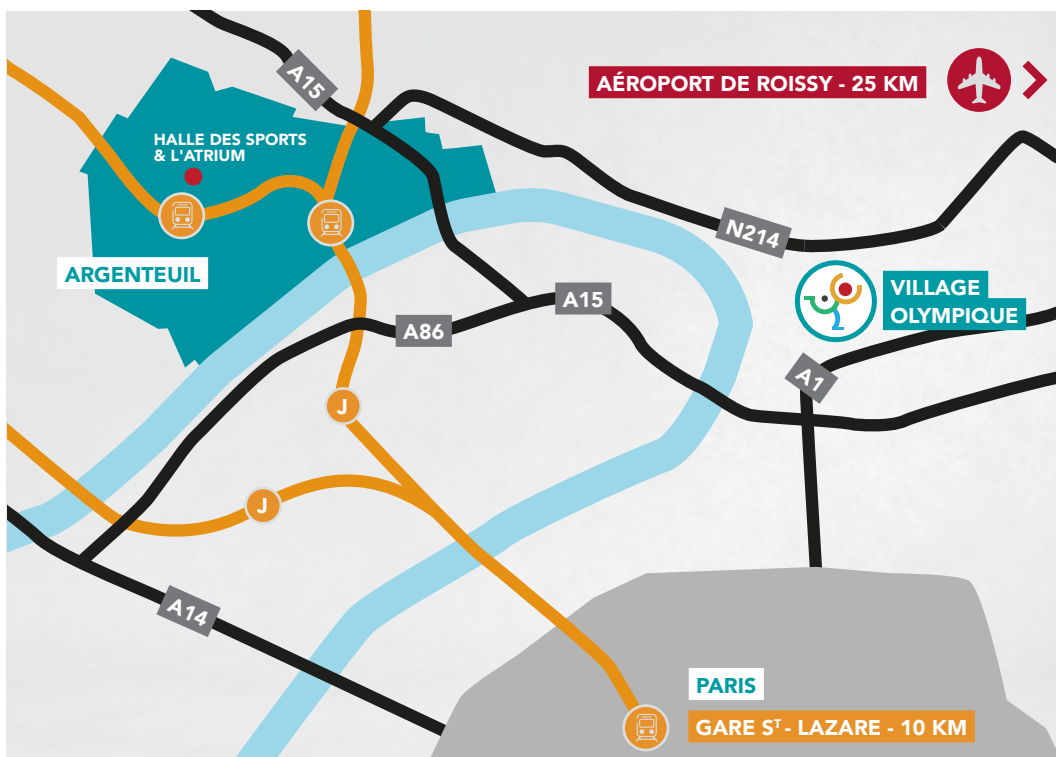 A15
AÉROPORT DE ROISSY - 25 KM
HALLE DES SPORTS
& L'ATRIUM
N214
ARGENTEUIL
VILLAGE
OLYMPIQUE
A15
A86
A1
J
J
A14
PARIS
GARE Sᵀ - LAZARE - 10 KM